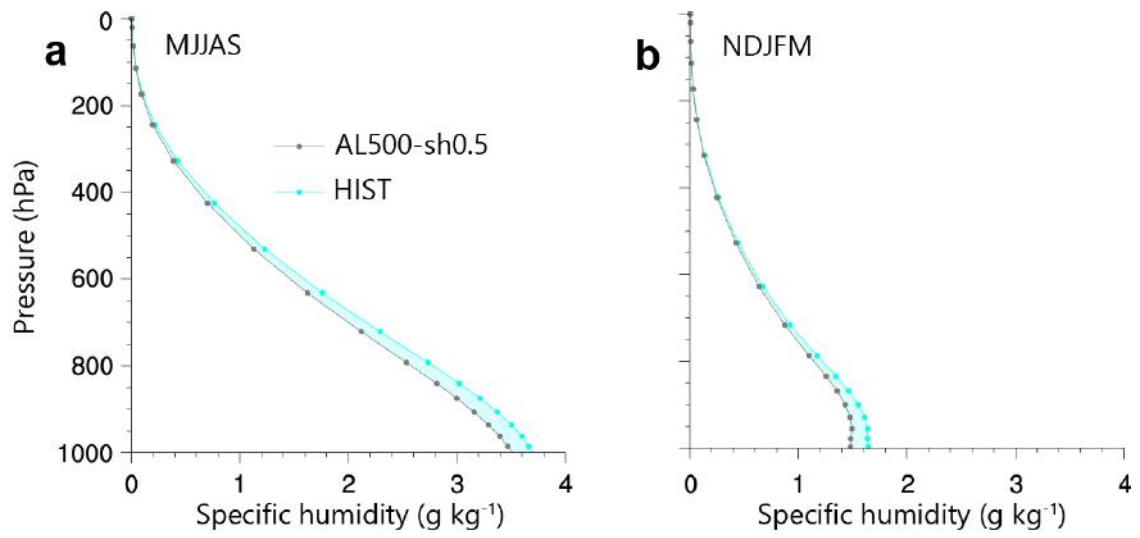 a
MJJAS
b
NDJFM
AL500-sh0.5
HIST
Pressure (hPa)
0
200
400
600
800
1000
0 1 2 3 4
0 1 2 3 4
Specific humidity (g kg⁻¹)
Specific humidity (g kg⁻¹)